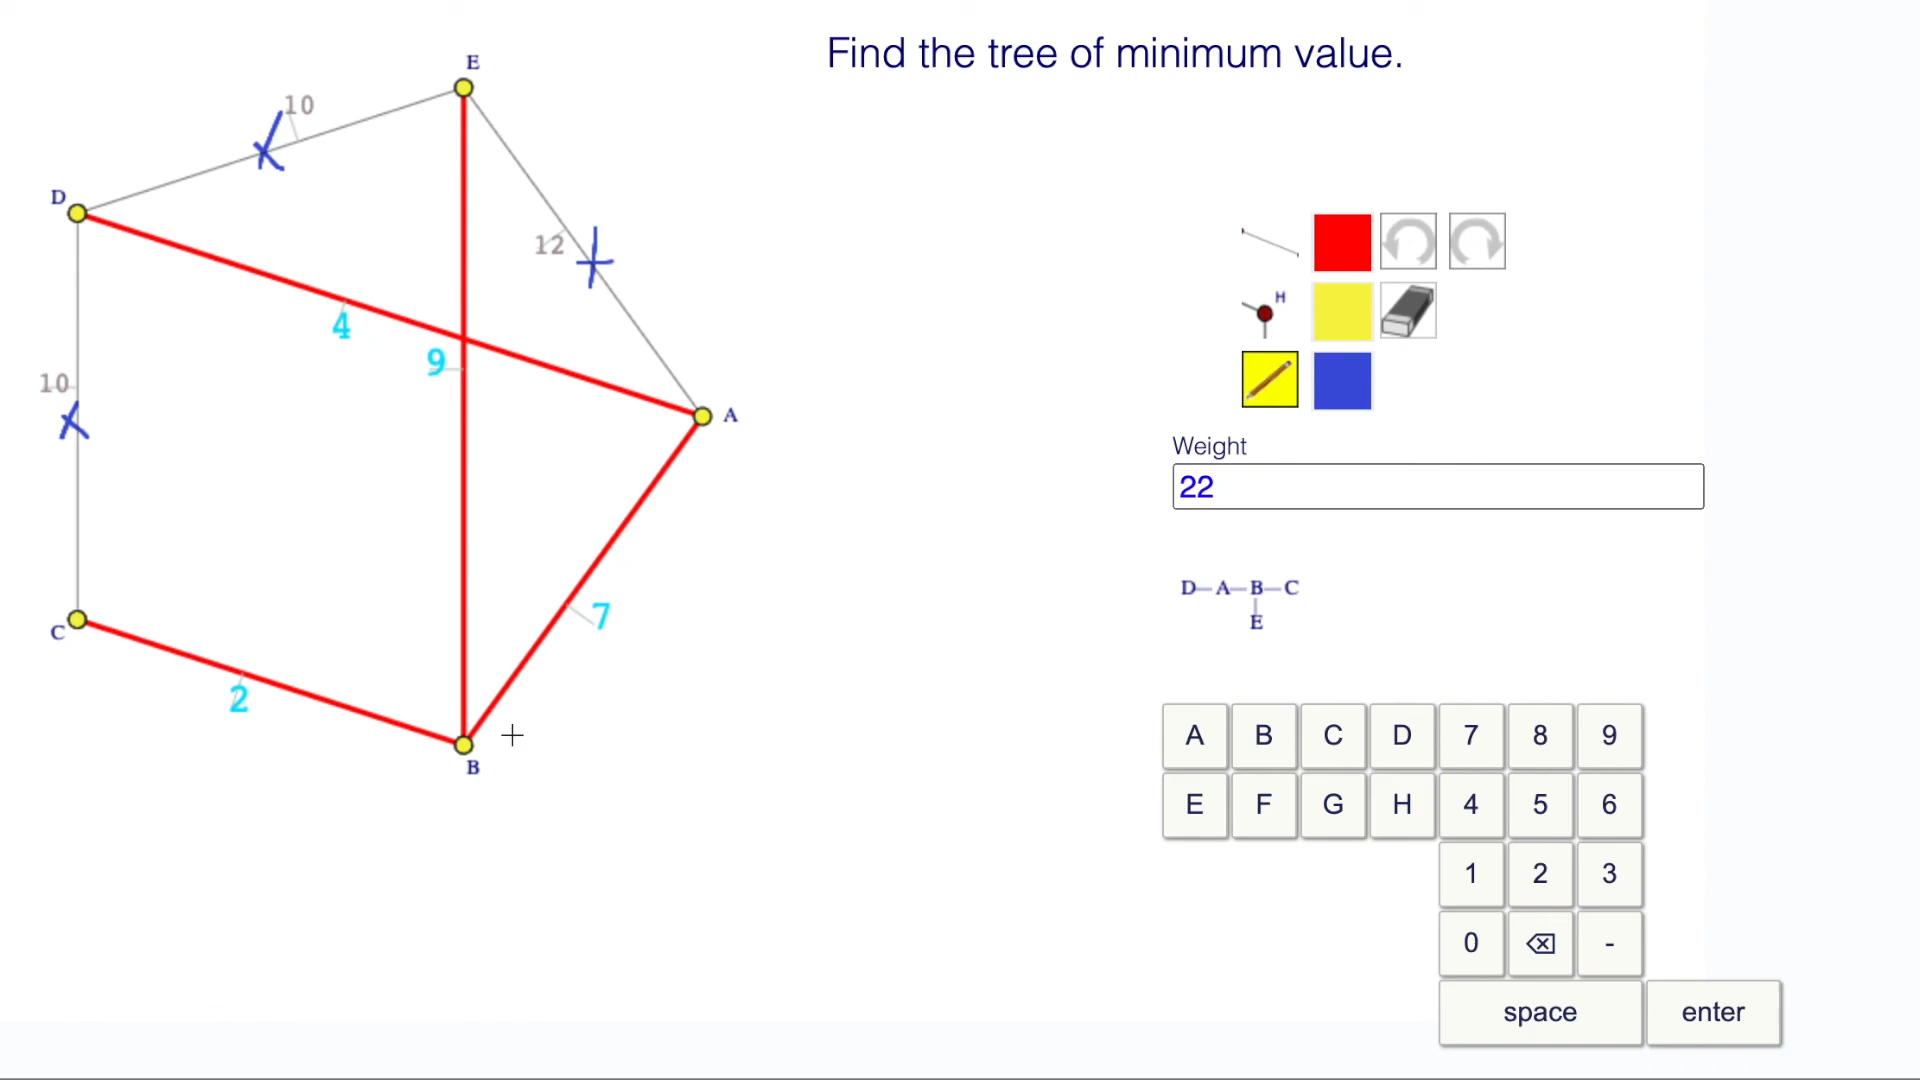 Find the tree of minimum value.
E
10
D
12
H
4
9
10
A
Weight
22
D A B C
E
C
7
2
B
A B C D 7 8 9
E F G H 4 5 6
1 2 3
0 -
space enter